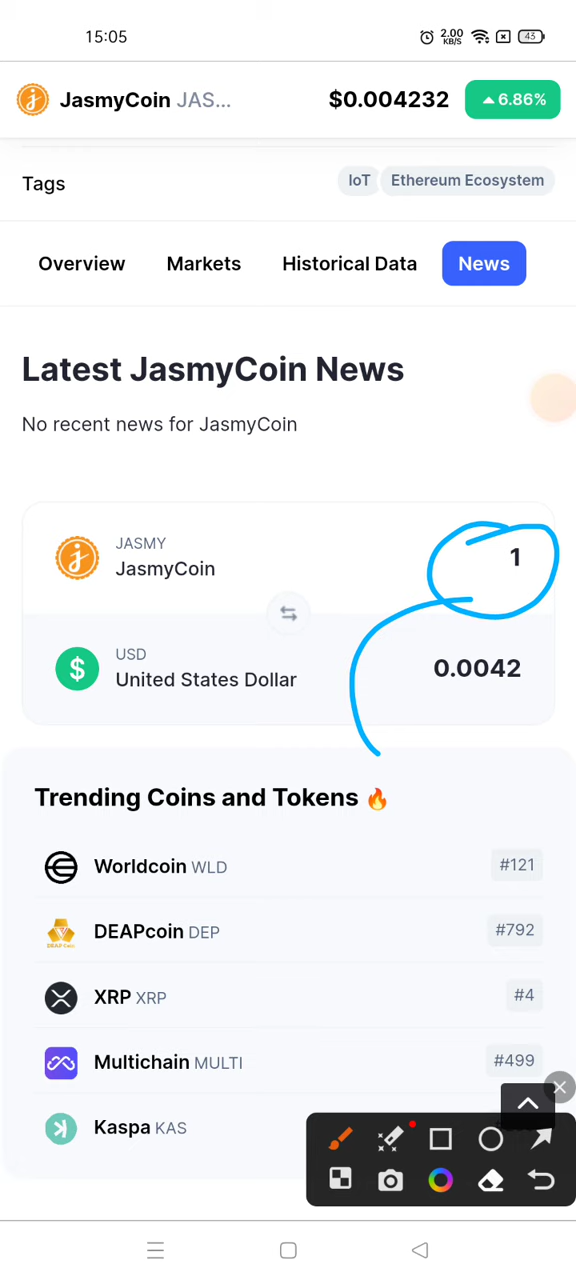 15:05 2.00 KB/S 43
JasmyCoin JAS... $0.004232 6.86%
Tags IoT Ethereum Ecosystem
Overview Markets Historical Data News
Latest JasmyCoin News
No recent news for JasmyCoin
JASMY
JasmyCoin 1
USD
United States Dollar 0.0042
Trending Coins and Tokens 🔥
Worldcoin WLD #121
DEAPcoin DEP #792
XRP XRP #4
Multichain MULTI #499
Kaspa KAS